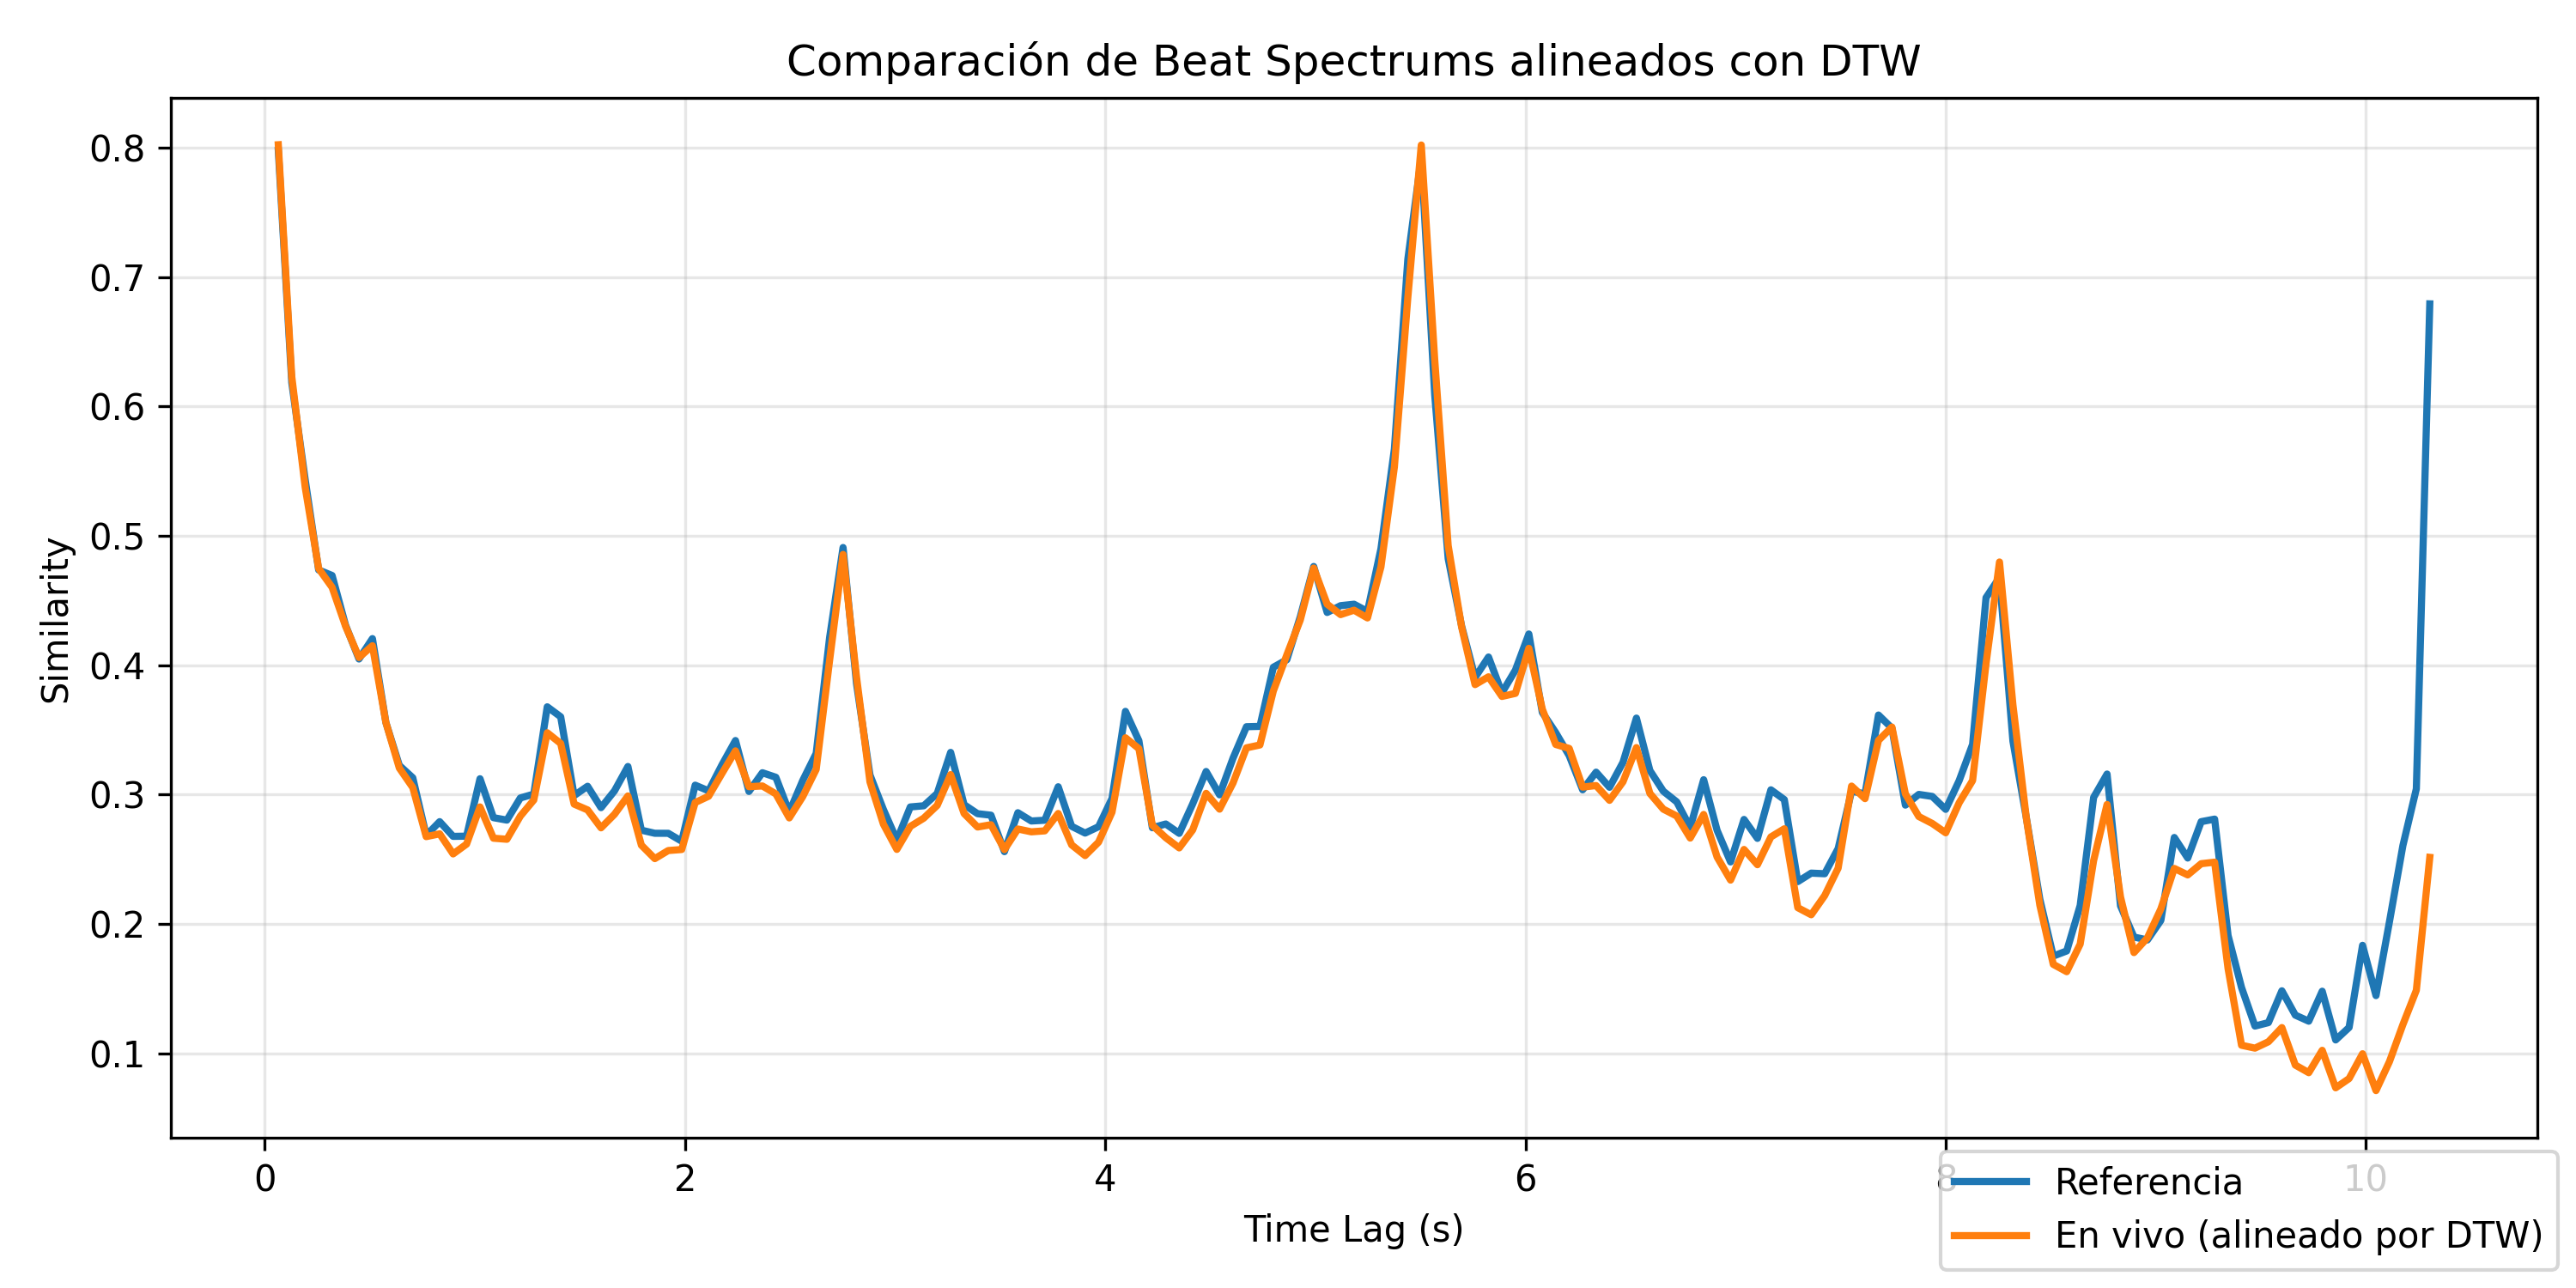 Comparación de Beat Spectrums alineados con DTW
Similarity
0.8
0.7
0.6
0.5
0.4
0.3
0.2
0.1
0 2 4 6 8 10
Time Lag (s)
Referencia
En vivo (alineado por DTW)